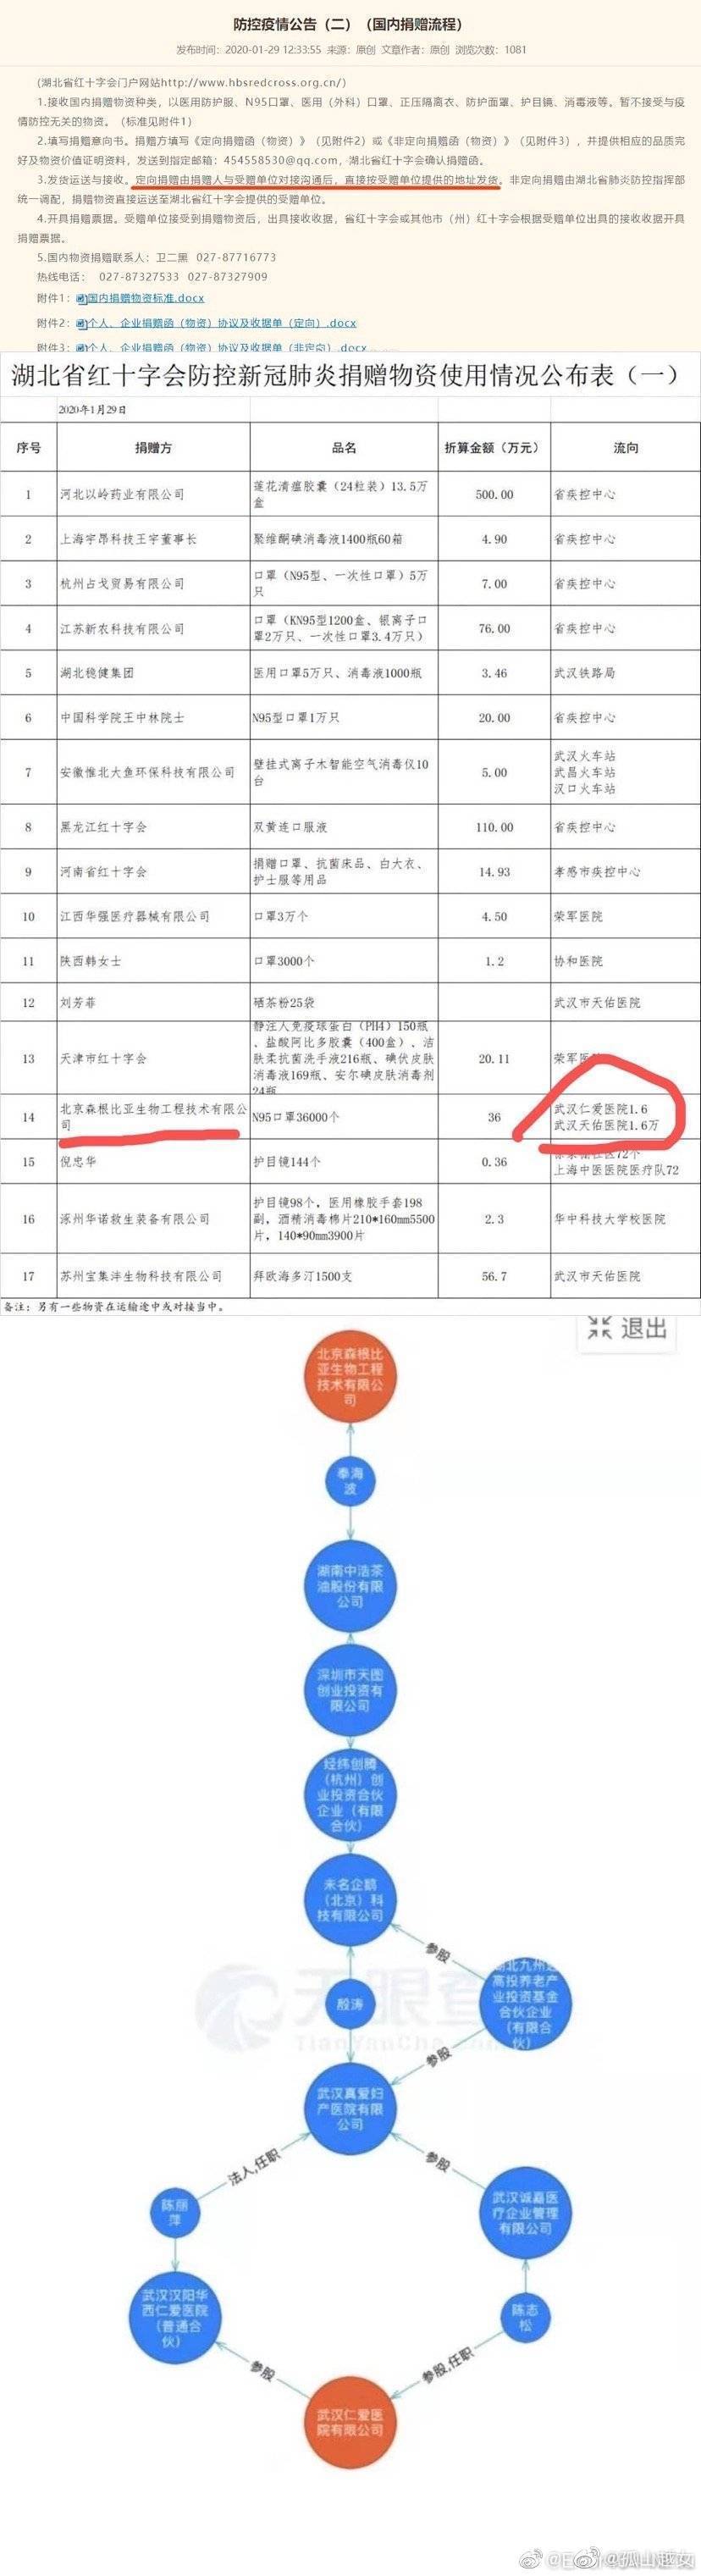 防控疫情公告（二）（国内捐赠流程）
发布时间：2020-01-29 12:33:55 来源：原创 文章作者：原创 浏览次数：1081
（湖北省红十字会门户网站http://www.hbsredcross.org.cn/）
1.接收国内捐赠物资种类，以医用防护服、N95口罩、医用（外科）口罩、正压隔离衣、防护面罩、护目镜、消毒液等。暂不接受与疫
情防控无关的物资。（标准见附件1）
2.填写捐赠意向书。捐赠方填写《定向捐赠函（物资）》（见附件2）或《非定向捐赠函（物资）》（见附件3），并提供相应的品质完
好及物资价值证明资料，发送到指定邮箱：454558530@qq.com，湖北省红十字会确认捐赠函。
3.发货运送与接收。定向捐赠由捐赠人与受赠单位对接沟通后，直接按受赠单位提供的地址发货。非定向捐赠由湖北省肺炎防控指挥部
统一调配，捐赠物资直接运送至湖北省红十字会提供的受赠单位。
4.开具捐赠票据。受赠单位接受到捐赠物资后，出具接收收据，省红十字会或其他市（州）红十字会根据受赠单位出具的接收收据开具
捐赠票据。
5.国内物资捐赠联系人：卫二黑 027-87716773
热线电话： 027-87327533 027-87327909
附件1：国内捐赠物资标准.docx
附件2：个人、企业捐赠函（物资）协议及收据单（定向）.docx
附件3：个人、企业捐赠函（物资）协议及收据单（非定向）.docx
湖北省红十字会防控新冠肺炎捐赠物资使用情况公布表（一）
2020年1月29日
序号 捐赠方 品名 折算金额（万元） 流向
1 河北以岭药业有限公司 莲花清瘟胶囊（24粒装）13.5万盒 500.00 省疾控中心
2 上海宇昂科技王宇董事长 聚维酮碘消毒液1400瓶60箱 4.90 省疾控中心
3 杭州占戈贸易有限公司 口罩（N95型、一次性口罩）5万只 7.00 省疾控中心
4 江苏新农科技有限公司 口罩（KN95型1200盒、银离子口罩2万只、一次性口罩3.4万只） 76.00 省疾控中心
5 湖北稳健集团 医用口罩5万只、消毒液1000瓶 3.46 武汉铁路局
6 中国科学院王中林院士 N95型口罩1万只 20.00 省疾控中心
7 安徽惟北大鱼环保科技有限公司 壁挂式离子木智能空气消毒仪10台 5.00 武汉火车站 武昌火车站 汉口火车站
8 黑龙江红十字会 双黄连口服液 110.00 省疾控中心
9 河南省红十字会 捐赠口罩、抗菌床品、白大衣、护士服等用品 14.93 孝感市疾控中心
10 江西华强医疗器械有限公司 口罩3万个 4.50 荣军医院
11 陕西韩女士 口罩3000个 1.2 协和医院
12 刘芳菲 硒茶粉25袋 武汉市天佑医院
13 天津市红十字会 静注人免疫球蛋白（PH4）150瓶、盐酸阿比多胶囊（400盒）、洁肤柔抗菌洗手液216瓶、碘伏皮肤消毒液169瓶、安尔碘皮肤消毒剂24瓶 20.11 荣军医院
14 北京森根比亚生物工程技术有限公司 N95口罩36000个 36 武汉仁爱医院1.6 武汉天佑医院1.6万
15 倪忠华 护目镜144个 0.36 72个 上海中医医院医疗队72
16 涿州华诺救生装备有限公司 护目镜98个，医用橡胶手套198副，酒精消毒棉片210*160mm5500片，140*90mm3900片 2.3 华中科技大学校医院
17 苏州宝集沣生物科技有限公司 拜欧海多汀1500支 56.7 武汉市天佑医院
备注：另有一些物资在运输途中或对接当中。
退出
北京森根比亚生物工程技术有限公司
奉海波
湖南中浩茶油股份有限公司
深圳市天图创业投资有限公司
经纬创腾（杭州）创业投资合伙企业（有限合伙）
未名企鹅（北京）科技有限公司
参股
殷涛
湖北九州通高投养老产业投资基金合伙企业（有限合伙）
天眼查
TianYanCha.com
参股
武汉真爱妇产医院有限公司
法人,任职
参股
陈丽萍
武汉诚嘉医疗企业管理有限公司
武汉汉阳华西仁爱医院（普通合伙）
陈志松
参股
参股,任职
武汉仁爱医院有限公司
@孤山越女